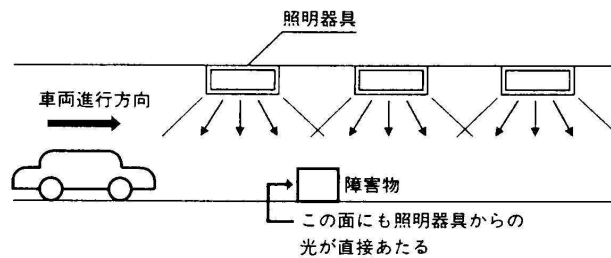 照明器具
車両進行方向
障害物
この面にも照明器具からの
光が直接あたる